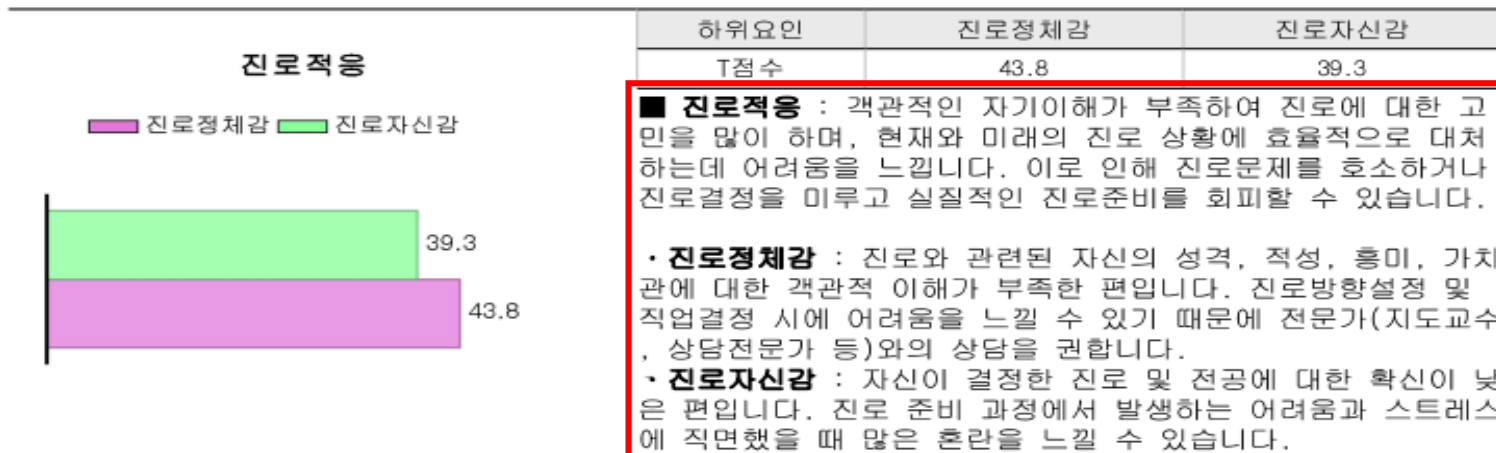 하위요인 진로정체감 진로자신감
T점수 43.8 39.3
진로적응
진로정체감 진로자신감
39.3
43.8
■ 진로적응 : 객관적인 자기이해가 부족하여 진로에 대한 고
민을 많이 하며, 현재와 미래의 진로 상황에 효율적으로 대처
하는데 어려움을 느낍니다. 이로 인해 진로문제를 호소하거나
진로결정을 미루고 실질적인 진로준비를 회피할 수 있습니다.
・진로정체감 : 진로와 관련된 자신의 성격, 적성, 흥미, 가치
관에 대한 객관적 이해가 부족한 편입니다. 진로방향설정 및
직업결정 시에 어려움을 느낄 수 있기 때문에 전문가(지도교수
, 상담전문가 등)와의 상담을 권합니다.
・진로자신감 : 자신이 결정한 진로 및 전공에 대한 확신이 낮
은 편입니다. 진로 준비 과정에서 발생하는 어려움과 스트레스
에 직면했을 때 많은 혼란을 느낄 수 있습니다.